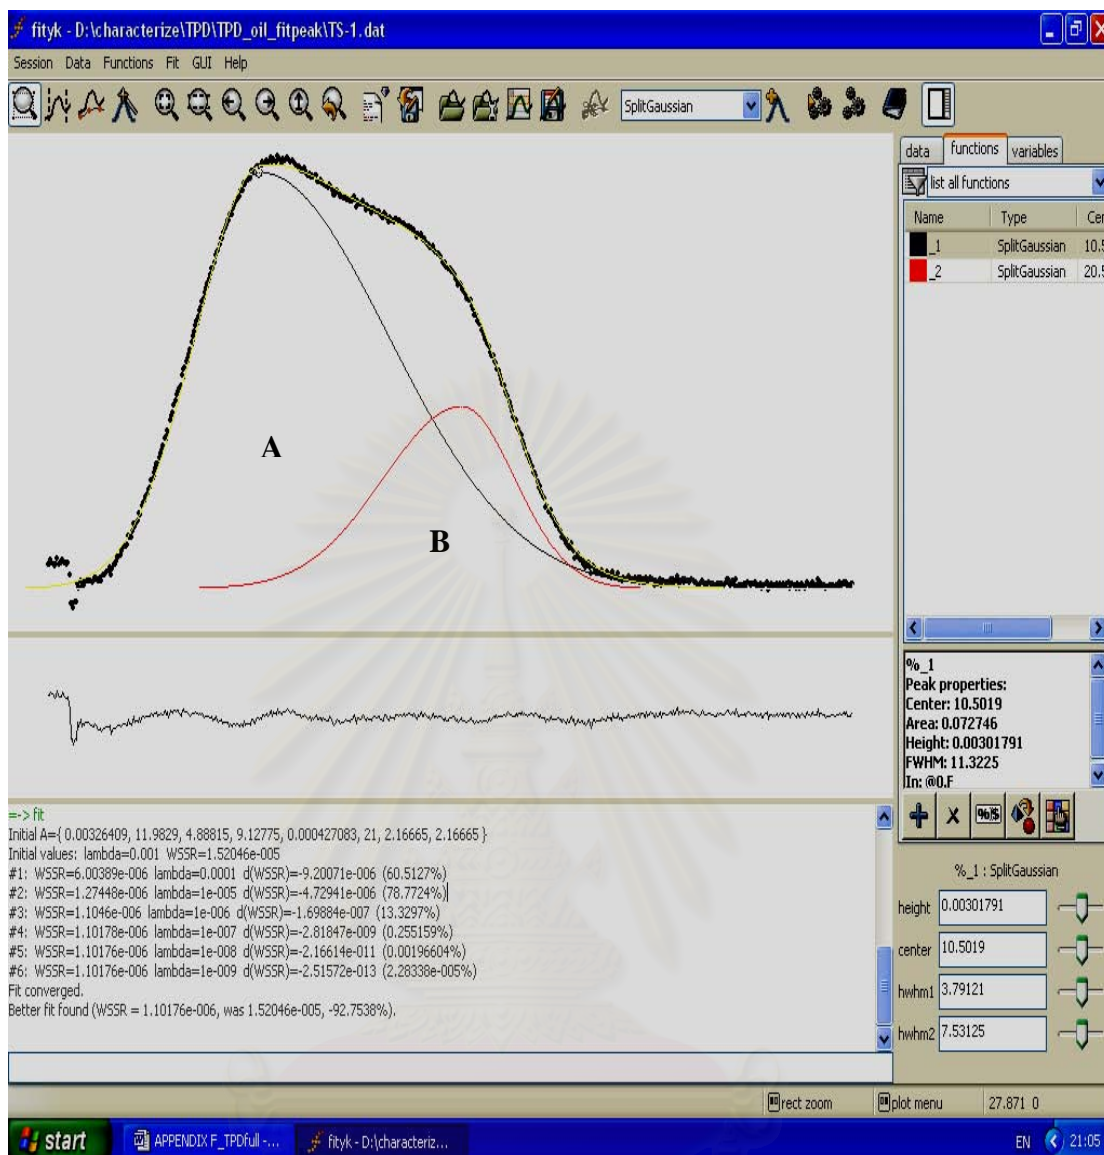 fityk - D:\characterize\TPD\TPD_oil_fitpeak\TS-1.dat
Session Data Functions Fit GUI Help
SplitGaussian
data functions variables
list all functions
Name Type Cer
_1 SplitGaussian 10.5
_2 SplitGaussian 20.5
A
B
%_1
Peak properties:
Center: 10.5019
Area: 0.072746
Height: 0.00301791
FWHM: 11.3225
In: @0.F
=-> fit
Initial A={ 0.00326409, 11.9829, 4.88815, 9.12775, 0.000427083, 21, 2.16665, 2.16665 }
Initial values: lambda=0.001 WSSR=1.52046e-005
#1: WSSR=6.00389e-006 lambda=0.0001 d(WSSR)=-9.20071e-006 (60.5127%)
#2: WSSR=1.27448e-006 lambda=1e-005 d(WSSR)=-4.72941e-006 (78.7724%)
#3: WSSR=1.1046e-006 lambda=1e-006 d(WSSR)=-1.69884e-007 (13.3297%)
#4: WSSR=1.10178e-006 lambda=1e-007 d(WSSR)=-2.81847e-009 (0.255159%)
#5: WSSR=1.10176e-006 lambda=1e-008 d(WSSR)=-2.16614e-011 (0.00196604%)
#6: WSSR=1.10176e-006 lambda=1e-009 d(WSSR)=-2.51572e-013 (2.28338e-005%)
Fit converged.
Better fit found (WSSR = 1.10176e-006, was 1.52046e-005, -92.7538%).
%_1 : SplitGaussian
height 0.00301791
center 10.5019
hwhm1 3.79121
hwhm2 7.53125
rect zoom plot menu 27.871 0
start APPENDIX F_TPDfull -... fityk - D:\characteriz... EN 21:05